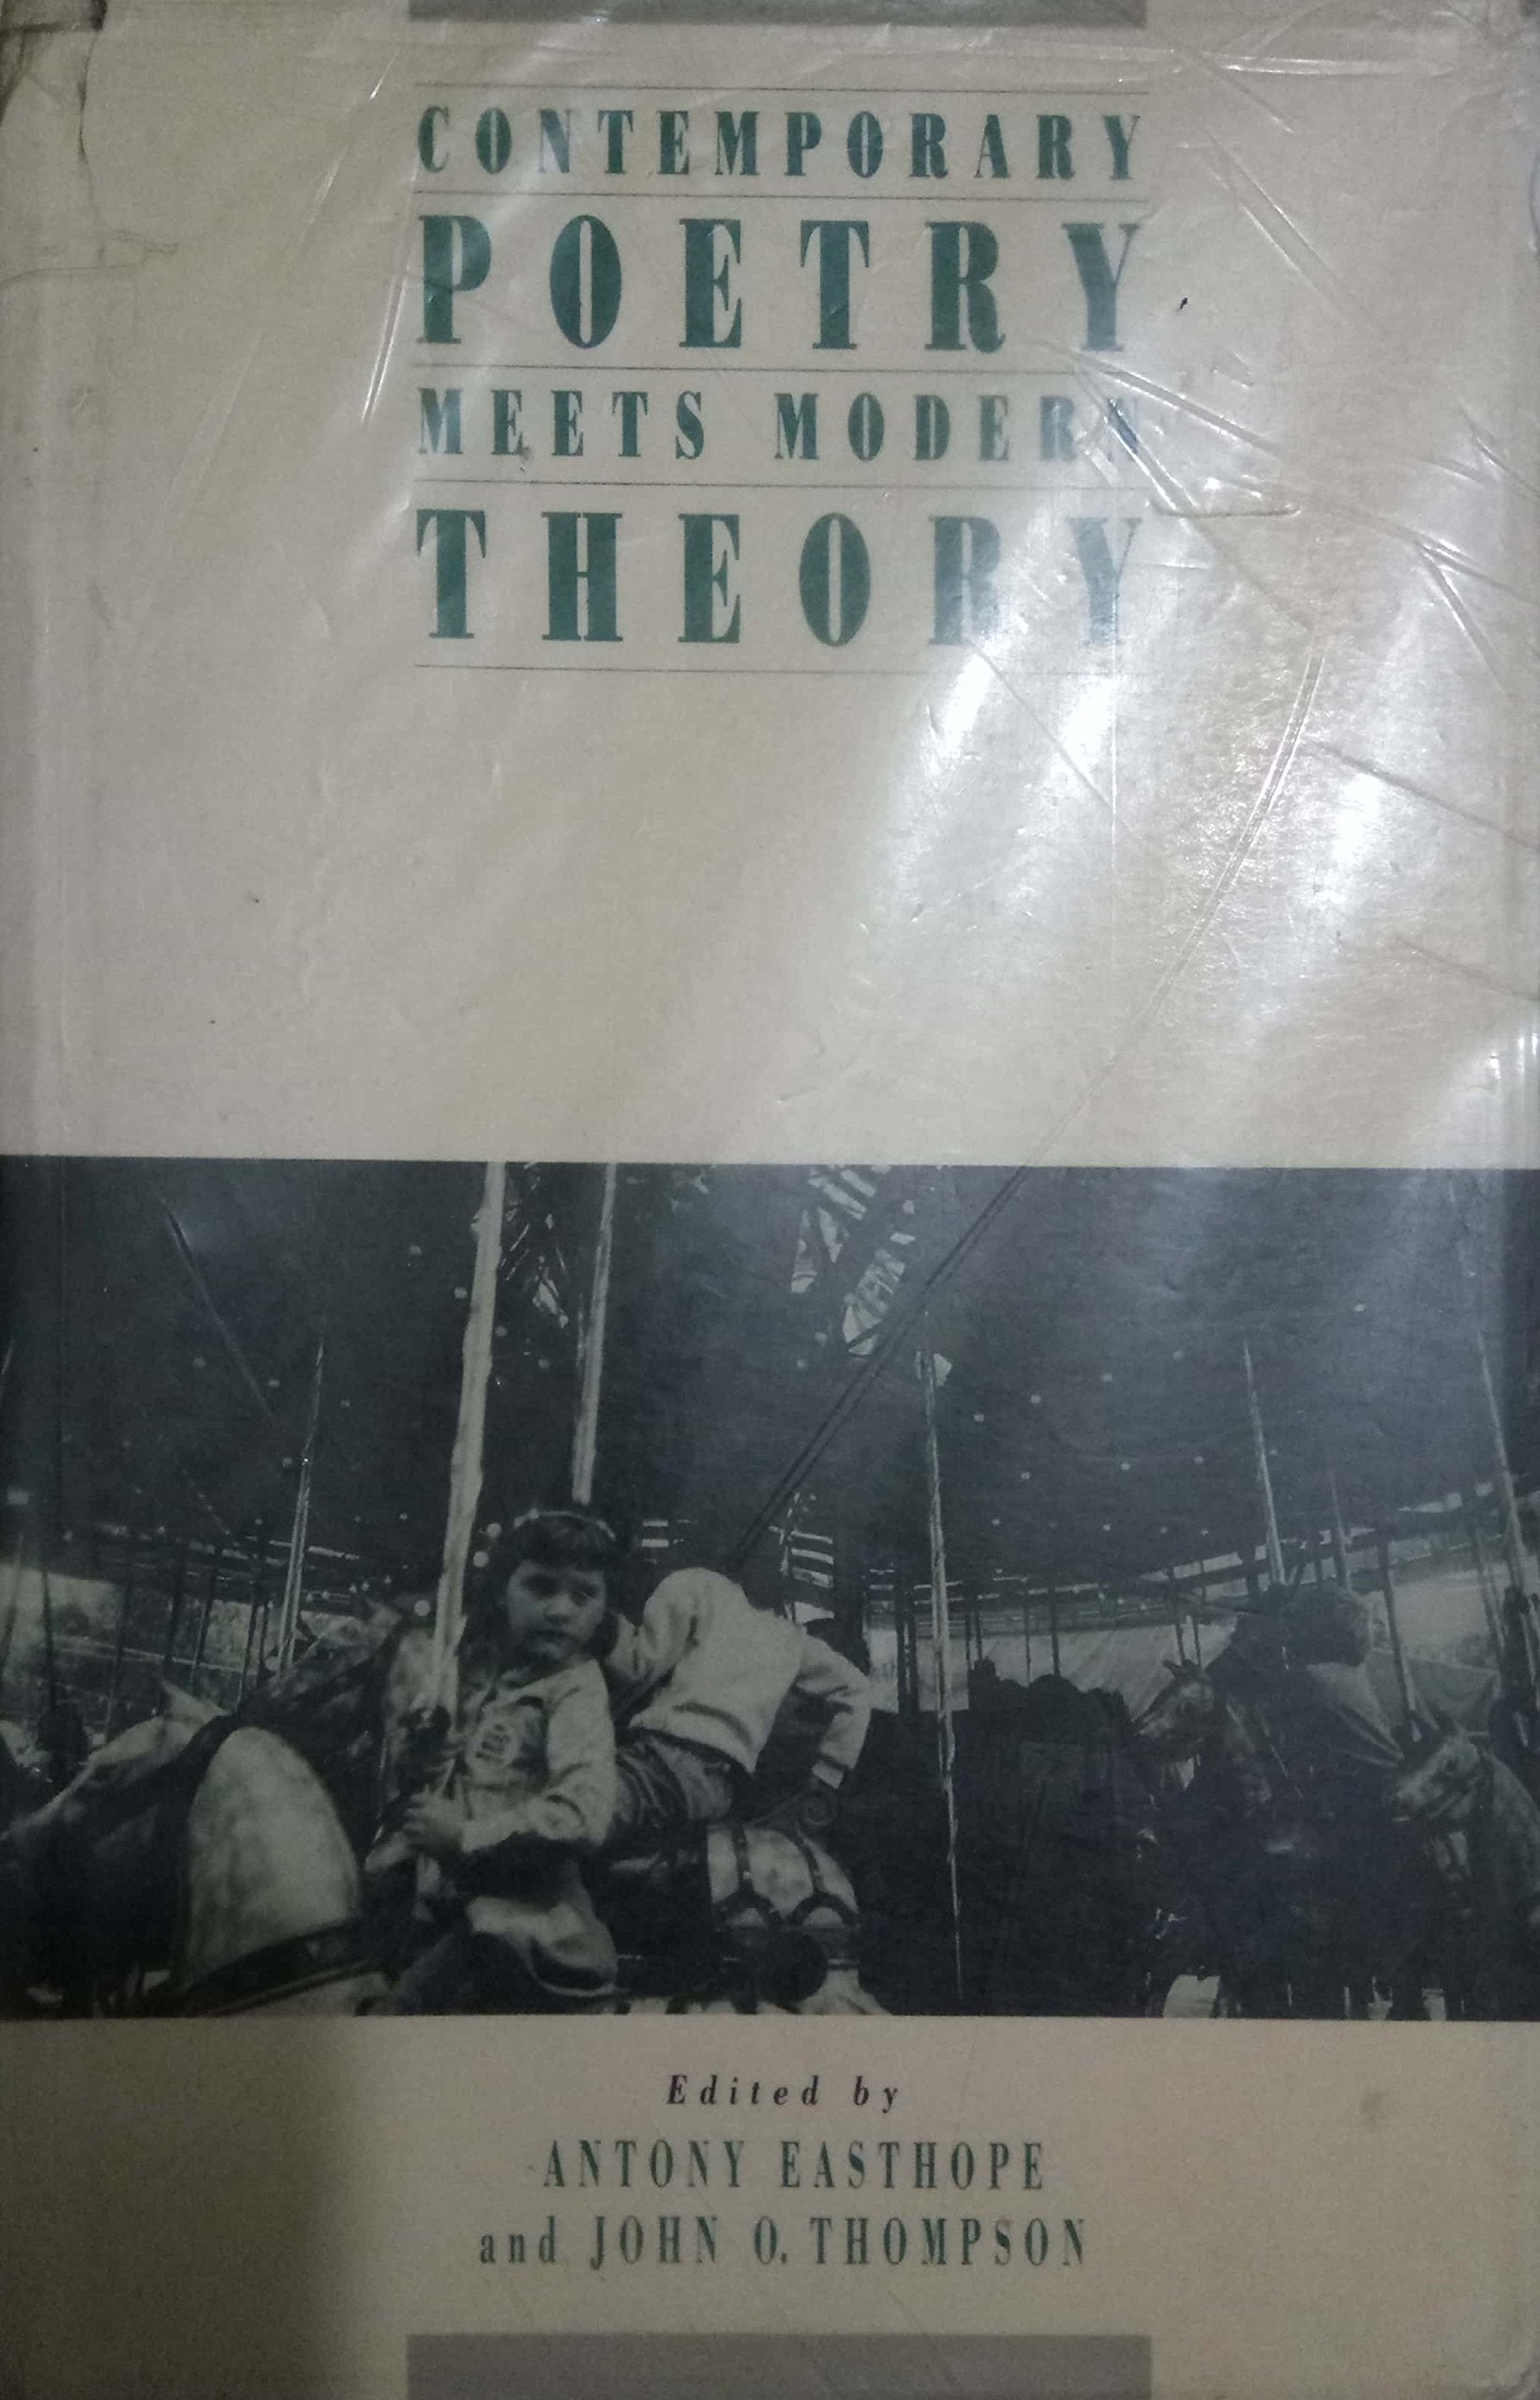 CONTEMPORARY
POETRY
MEETS MODERN
THEORY
Edited by
ANTONY EASTHOPE
and JOHN O. THOMPSON